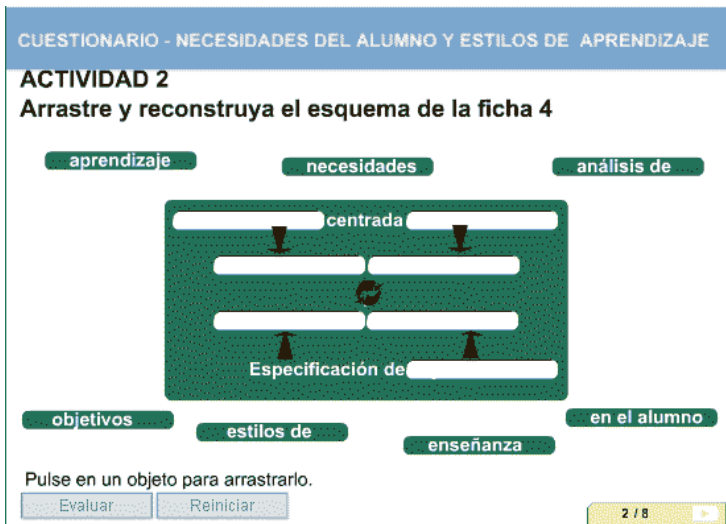 CUESTIONARIO - NECESIDADES DEL ALUMNO Y ESTILOS DE APRENDIZAJE
ACTIVIDAD 2
Arrastre y reconstruya el esquema de la ficha 4
aprendizaje
necesidades
análisis de
centrada
Especificación de
objetivos
estilos de
enseñanza
en el alumno
Pulse en un objeto para arrastrarlo.
Evaluar
Reiniciar
2 / 8